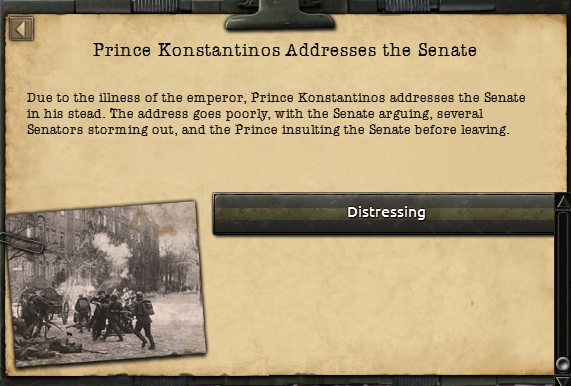 Prince Konstantinos Addresses the Senate
Due to the illness of the emperor, Prince Konstantinos addresses the Senate
in his stead. The address goes poorly, with the Senate arguing, several
Senators storming out, and the Prince insulting the Senate before leaving.
Distressing